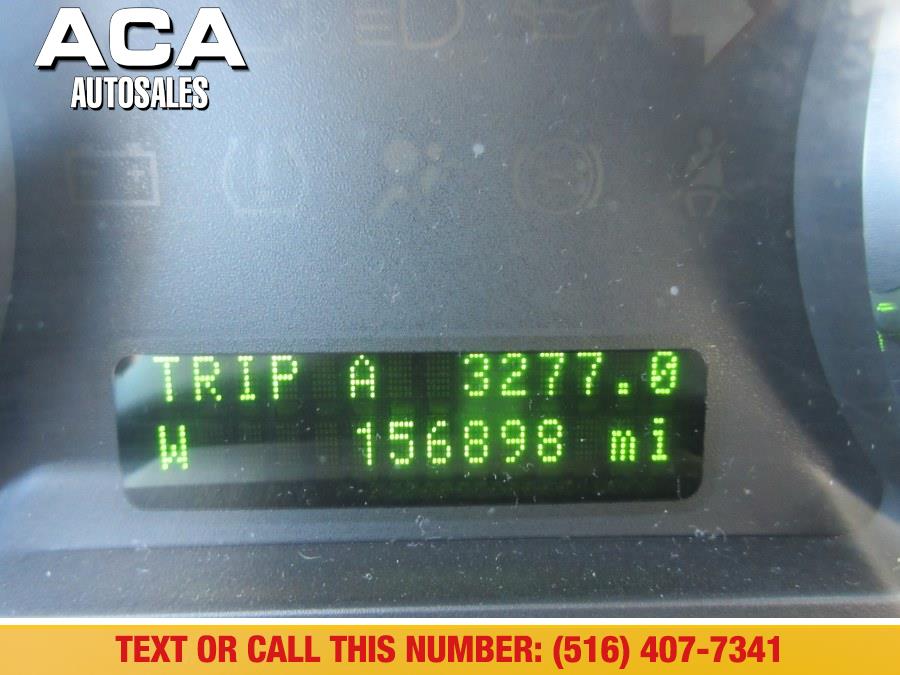 ACA
AUTOSALES
TRIP A 3277.0
W 156898 mi
TEXT OR CALL THIS NUMBER: (516) 407-7341